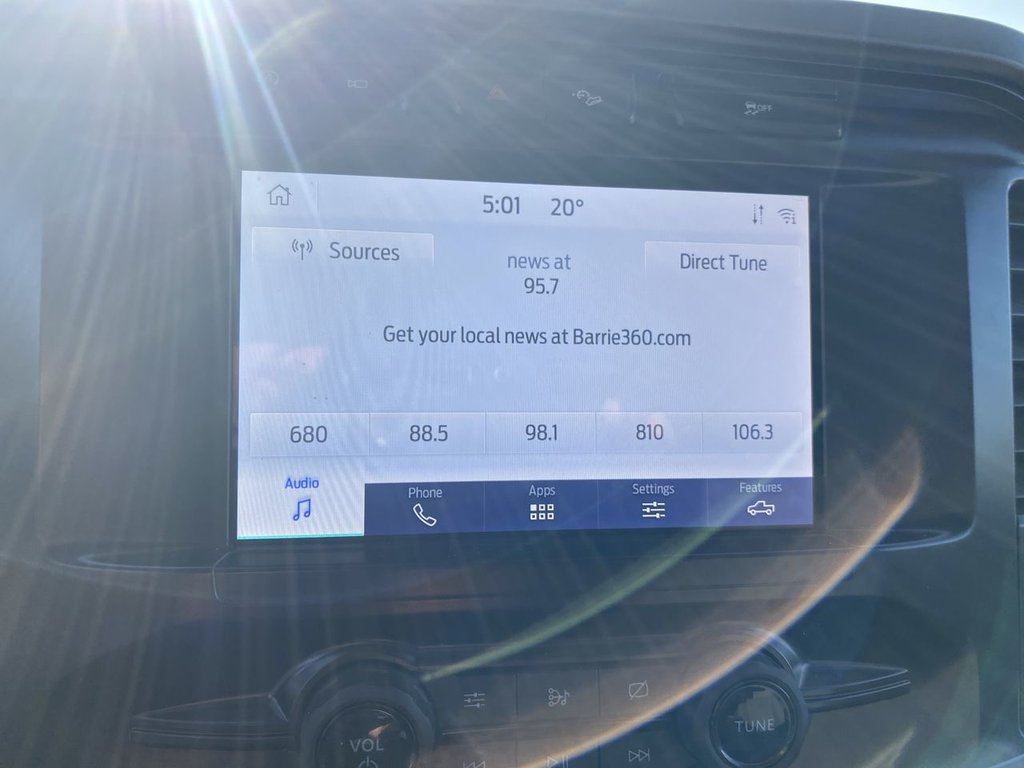 OFF
5:01 20°
Sources
news at
95.7
Direct Tune
Get your local news at Barrie360.com
680 88.5 98.1 810 106.3
Audio Phone Apps Settings Features
VOL
TUNE